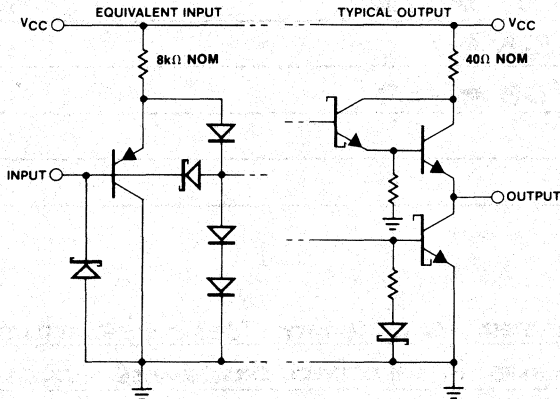 EQUIVALENT INPUT
TYPICAL OUTPUT
VCC
VCC
8kΩ NOM
40Ω NOM
INPUT
OUTPUT